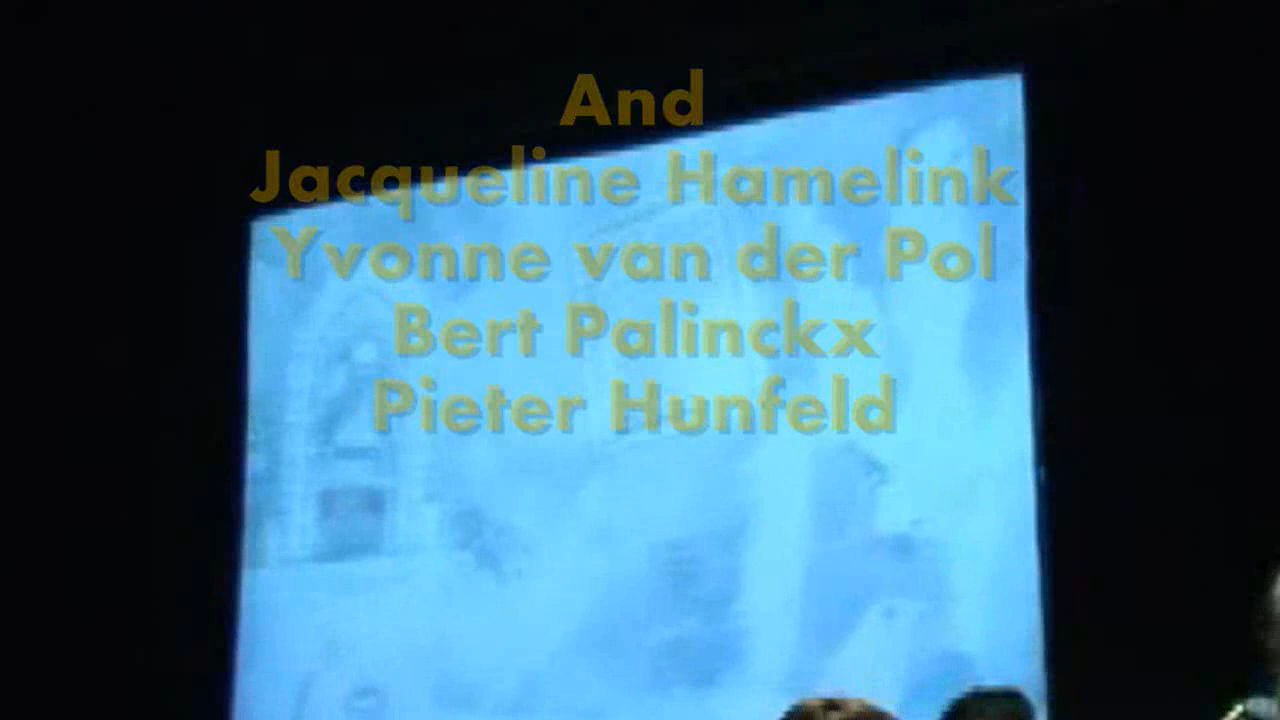 And
Jacqueline Hamelink
Yvonne van der Pol
Bert Palinckx
Pieter Hunfeld